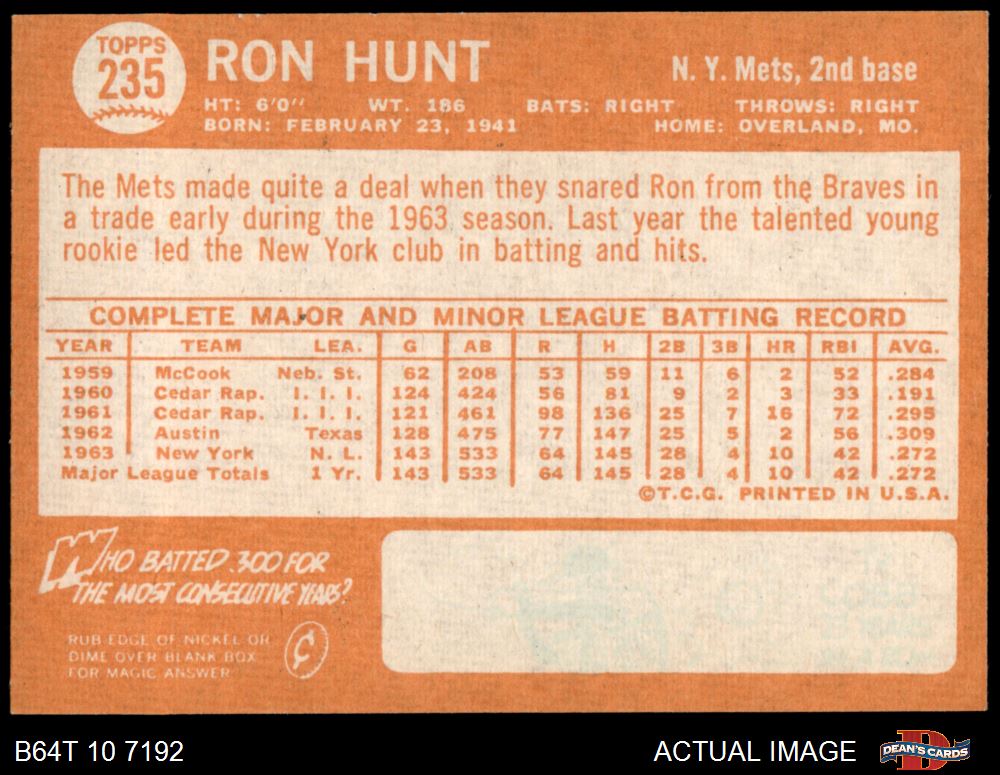 TOPPS
235
RON HUNT
N. Y. Mets, 2nd base
HT: 6'0" WT. 186 BATS: RIGHT THROWS: RIGHT
BORN: FEBRUARY 23, 1941 HOME: OVERLAND, MO.
The Mets made quite a deal when they snared Ron from the Braves in
a trade early during the 1963 season. Last year the talented young
rookie led the New York club in batting and hits.
COMPLETE MAJOR AND MINOR LEAGUE BATTING RECORD
YEAR TEAM LEA. G AB R H 2B 3B HR RBI AVG.
1959 McCook Neb. St. 62 208 53 59 11 6 2 52 .284
1960 Cedar Rap. I. I. I. 124 424 56 81 9 2 3 33 .191
1961 Cedar Rap. I. I. I. 121 461 98 136 25 7 16 72 .295
1962 Austin Texas 128 475 77 147 25 5 2 56 .309
1963 New York N. L. 143 533 64 145 28 4 10 42 .272
Major League Totals 1 Yr. 143 533 64 145 28 4 10 42 .272
©T.C.G. PRINTED IN U.S.A.
WHO BATTED .300 FOR
THE MOST CONSECUTIVE YEARS?
RUB EDGE OF NICKEL OR
DIME OVER BLANK BOX
FOR MAGIC ANSWER
¢
B64T 10 7192
ACTUAL IMAGE
D
DEAN'S CARDS